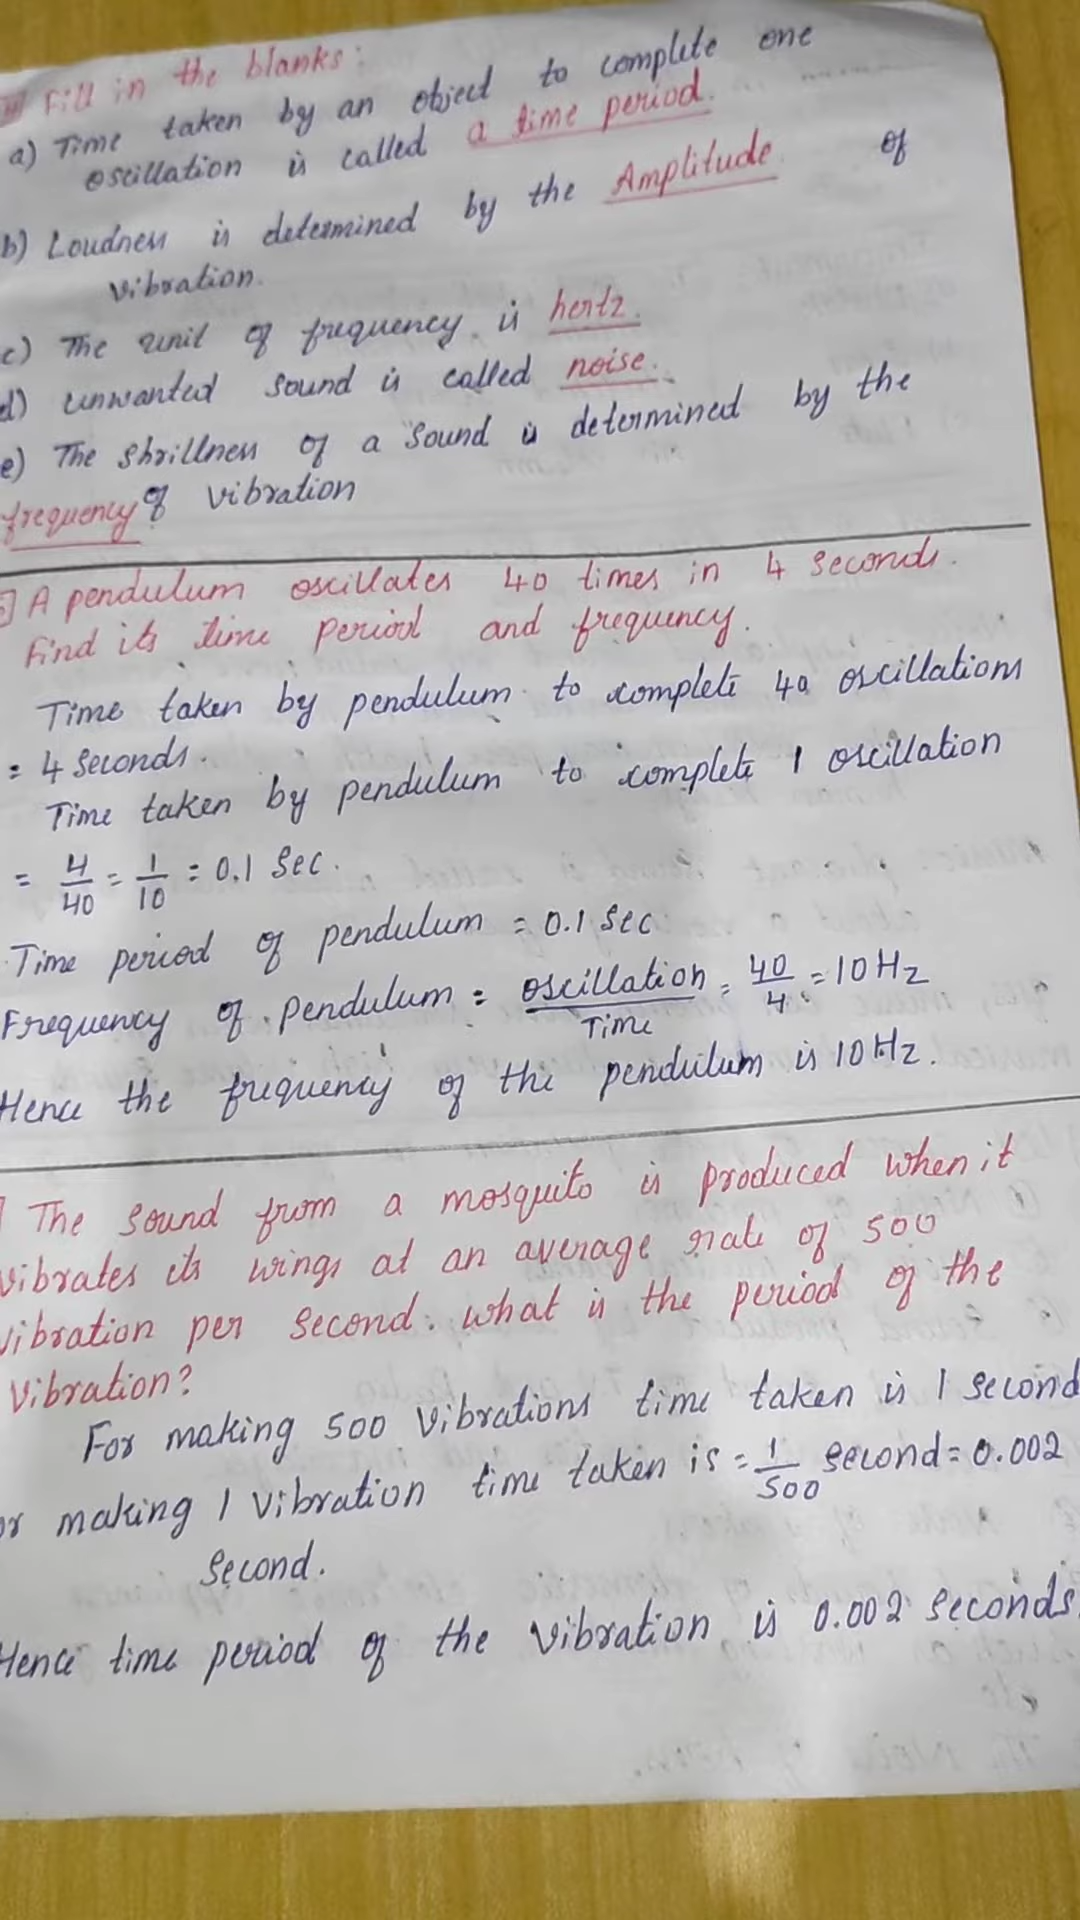 Fill in the blanks:
a) Time taken by an object to complete one
oscillation is called a time period.
b) Loudness is determined by the Amplitude of
vibration.
c) The unit of frequency is hertz.
d) unwanted sound is called noise.
e) The shrillness of a sound is determined by the
frequency of vibration
A pendulum oscillates 40 times in 4 seconds.
Find its time period and frequency.
Time taken by pendulum to complete 40 oscillations
= 4 seconds.
Time taken by pendulum to complete 1 oscillation
= 4/40 = 1/10 = 0.1 Sec.
Time period of pendulum = 0.1 Sec
Frequency of pendulum = oscillation/Time = 40/4 = 10Hz
Hence the frequency of the pendulum is 10Hz.
The sound from a mosquito is produced when it
vibrates its wings at an average rate of 500
vibration per second. what is the period of the
vibration?
For making 500 vibrations time taken is 1 second
making 1 vibration time taken is = 1/500 second = 0.002
second.
Hence time period of the vibration is 0.002 seconds.